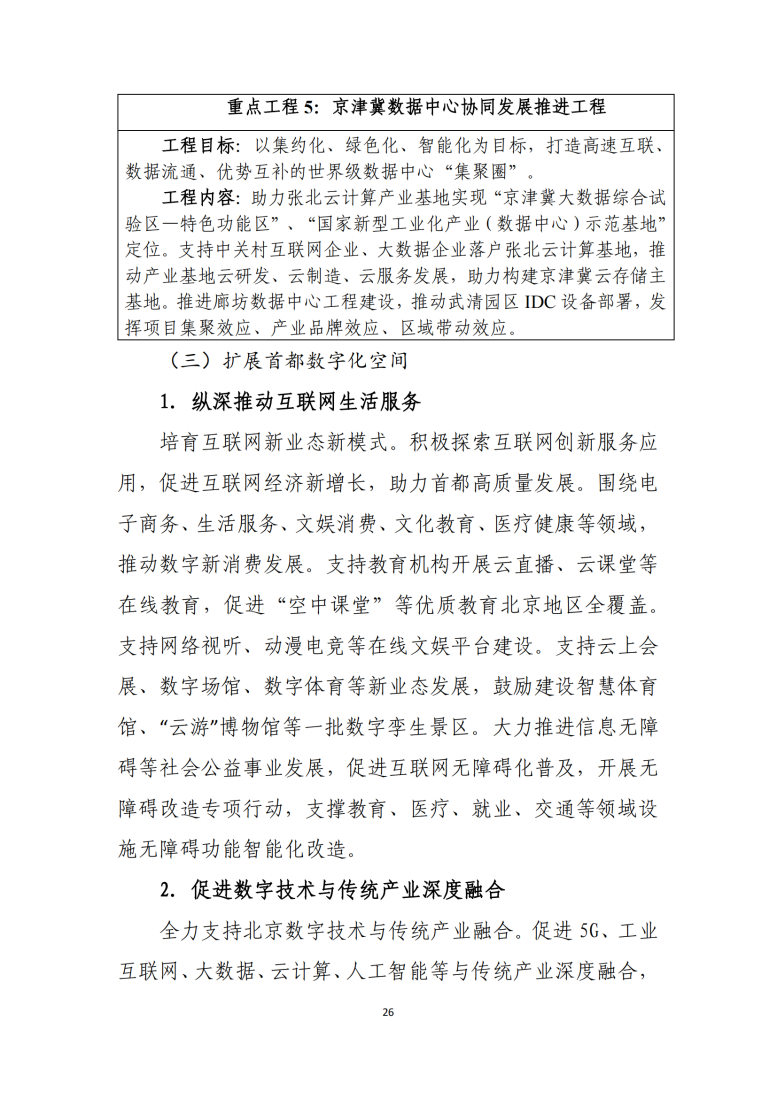 重点工程 5：京津冀数据中心协同发展推进工程
工程目标：以集约化、绿色化、智能化为目标，打造高速互联、
数据流通、优势互补的世界级数据中心“集聚圈”。
工程内容：助力张北云计算产业基地实现“京津冀大数据综合试
验区—特色功能区”、“国家新型工业化产业（数据中心）示范基地”
定位。支持中关村互联网企业、大数据企业落户张北云计算基地，推
动产业基地云研发、云制造、云服务发展，助力构建京津冀云存储主
基地。推进廊坊数据中心工程建设，推动武清园区 IDC 设备部署，发
挥项目集聚效应、产业品牌效应、区域带动效应。
（三）扩展首都数字化空间
1．纵深推动互联网生活服务
培育互联网新业态新模式。积极探索互联网创新服务应
用，促进互联网经济新增长，助力首都高质量发展。围绕电
子商务、生活服务、文娱消费、文化教育、医疗健康等领域，
推动数字新消费发展。支持教育机构开展云直播、云课堂等
在线教育，促进“空中课堂”等优质教育北京地区全覆盖。
支持网络视听、动漫电竞等在线文娱平台建设。支持云上会
展、数字场馆、数字体育等新业态发展，鼓励建设智慧体育
馆、“云游”博物馆等一批数字孪生景区。大力推进信息无障
碍等社会公益事业发展，促进互联网无障碍化普及，开展无
障碍改造专项行动，支撑教育、医疗、就业、交通等领域设
施无障碍功能智能化改造。
2．促进数字技术与传统产业深度融合
全力支持北京数字技术与传统产业融合。促进 5G、工业
互联网、大数据、云计算、人工智能等与传统产业深度融合，
26